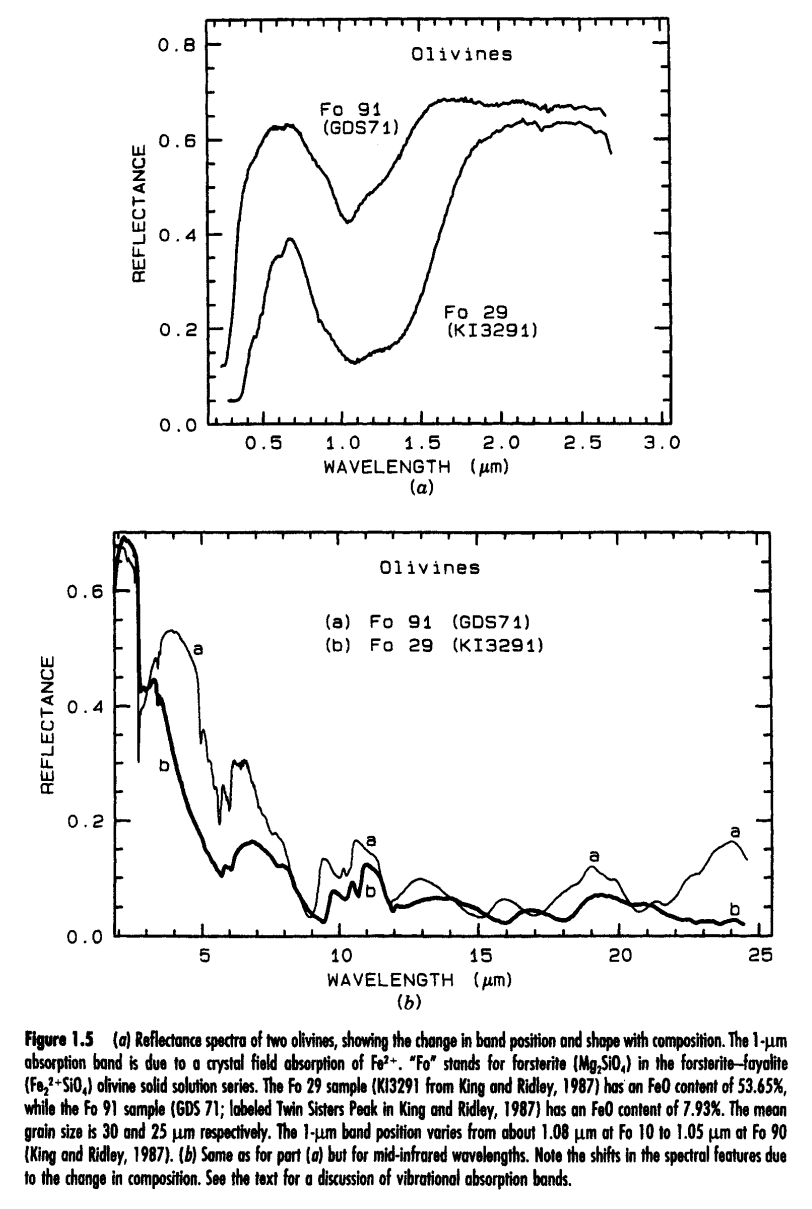 Olivines
0.8
0.6
0.4
0.2
0.0
REFLECTANCE
Fo 91
(GDS71)
Fo 29
(KI3291)
0.5 1.0 1.5 2.0 2.5 3.0
WAVELENGTH (μm)
(a)
Olivines
(a) Fo 91 (GDS71)
(b) Fo 29 (KI3291)
0.6
0.4
0.2
0.0
REFLECTANCE
a
b
a
b
a
a
b
5 10 15 20 25
WAVELENGTH (μm)
(b)
Figure 1.5 (a) Reflectance spectra of two olivines, showing the change in band position and shape with composition. The 1-μm
absorption band is due to a crystal field absorption of Fe²⁺. "Fo" stands for forsterite (Mg₂SiO₄) in the forsterite–fayalite
(Fe₂²⁺SiO₄) olivine solid solution series. The Fo 29 sample (KI3291 from King and Ridley, 1987) has an FeO content of 53.65%,
while the Fo 91 sample (GDS 71; labeled Twin Sisters Peak in King and Ridley, 1987) has an FeO content of 7.93%. The mean
grain size is 30 and 25 μm respectively. The 1-μm band position varies from about 1.08 μm at Fo 10 to 1.05 μm at Fo 90
(King and Ridley, 1987). (b) Same as for part (a) but for mid-infrared wavelengths. Note the shifts in the spectral features due
to the change in composition. See the text for a discussion of vibrational absorption bands.